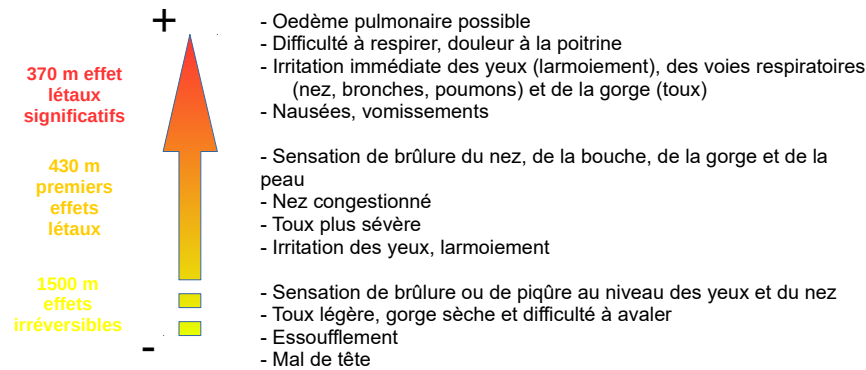 +
370 m effet
létaux
significatifs
- Oedème pulmonaire possible
- Difficulté à respirer, douleur à la poitrine
- Irritation immédiate des yeux (larmoiement), des voies respiratoires
(nez, bronches, poumons) et de la gorge (toux)
- Nausées, vomissements
430 m
premiers
effets
létaux
- Sensation de brûlure du nez, de la bouche, de la gorge et de la
peau
- Nez congestionné
- Toux plus sévère
- Irritation des yeux, larmoiement
1500 m
effets
irréversibles
- Sensation de brûlure ou de piqûre au niveau des yeux et du nez
- Toux légère, gorge sèche et difficulté à avaler
- Essoufflement
- Mal de tête
-